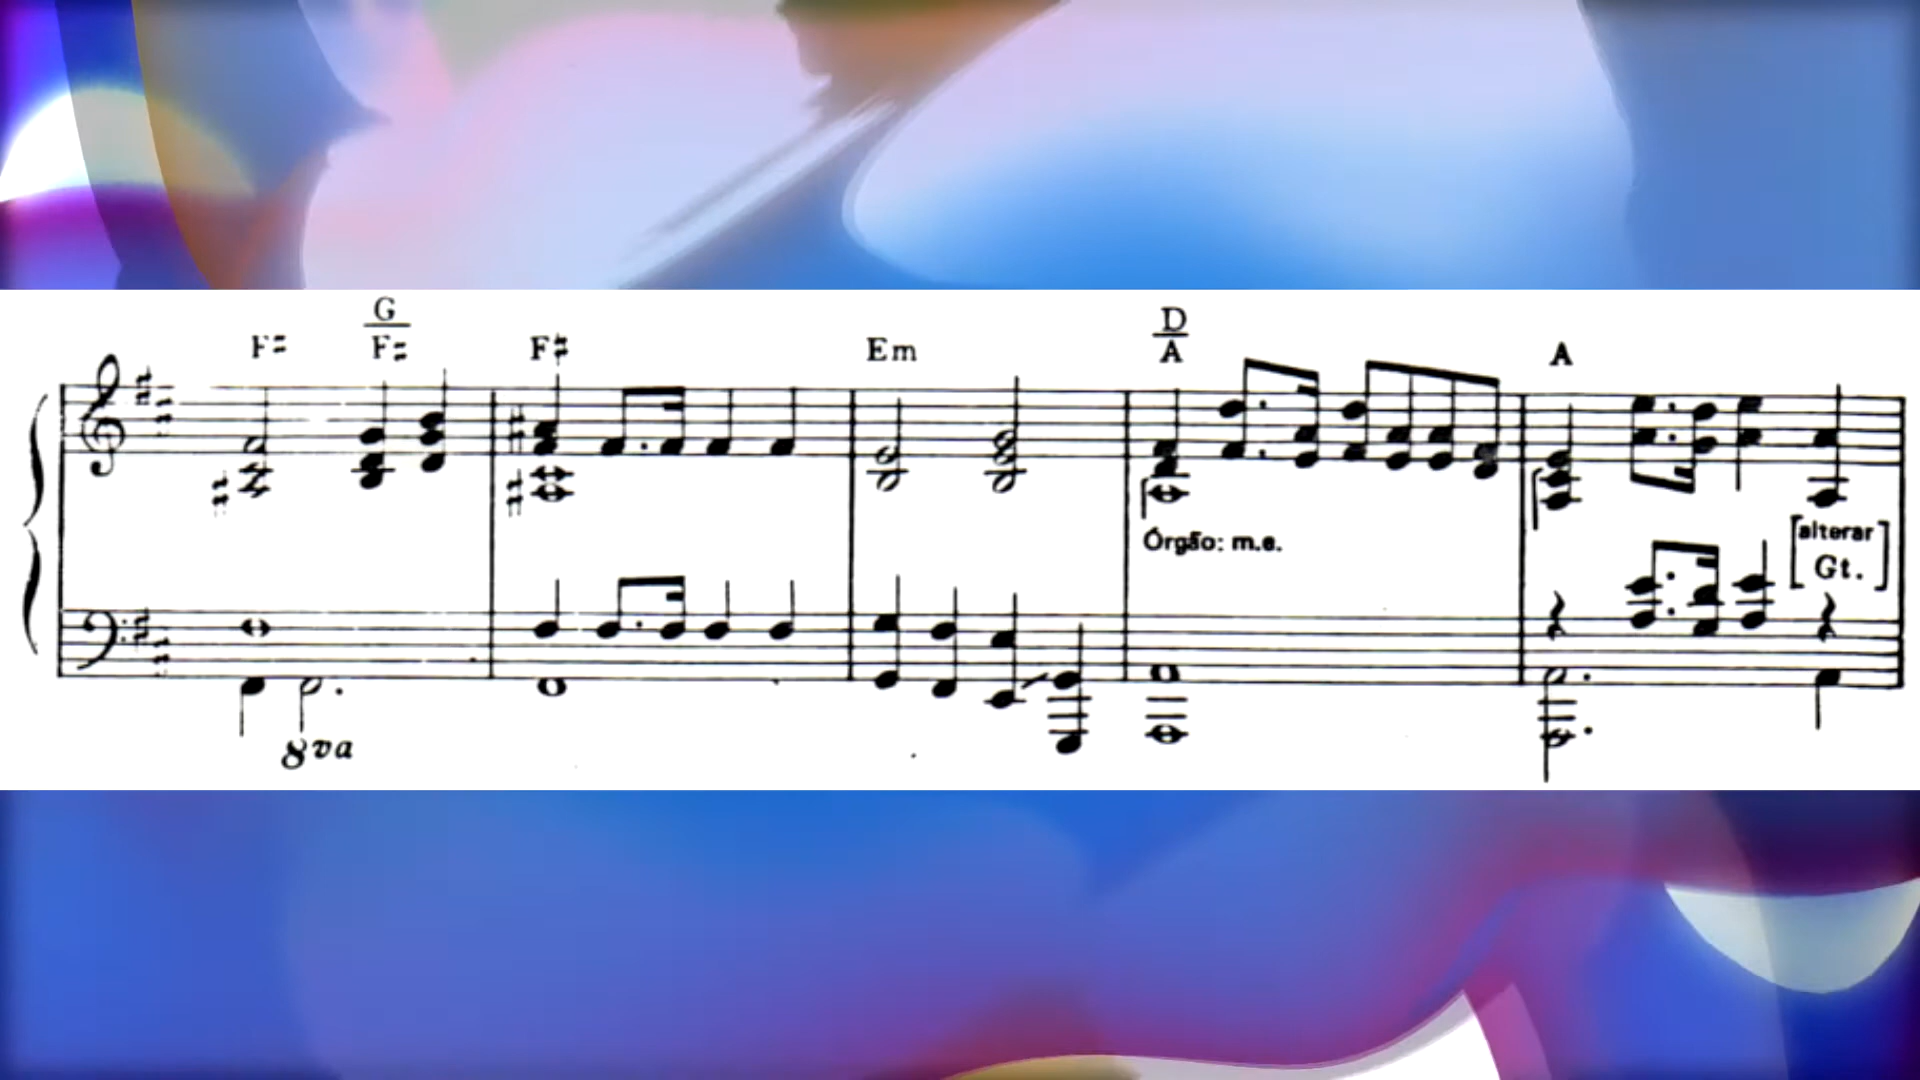 G
F♯ F♯ F♯ Em D A
A
Órgão: m.e.
[alterar
Gt.]
8va